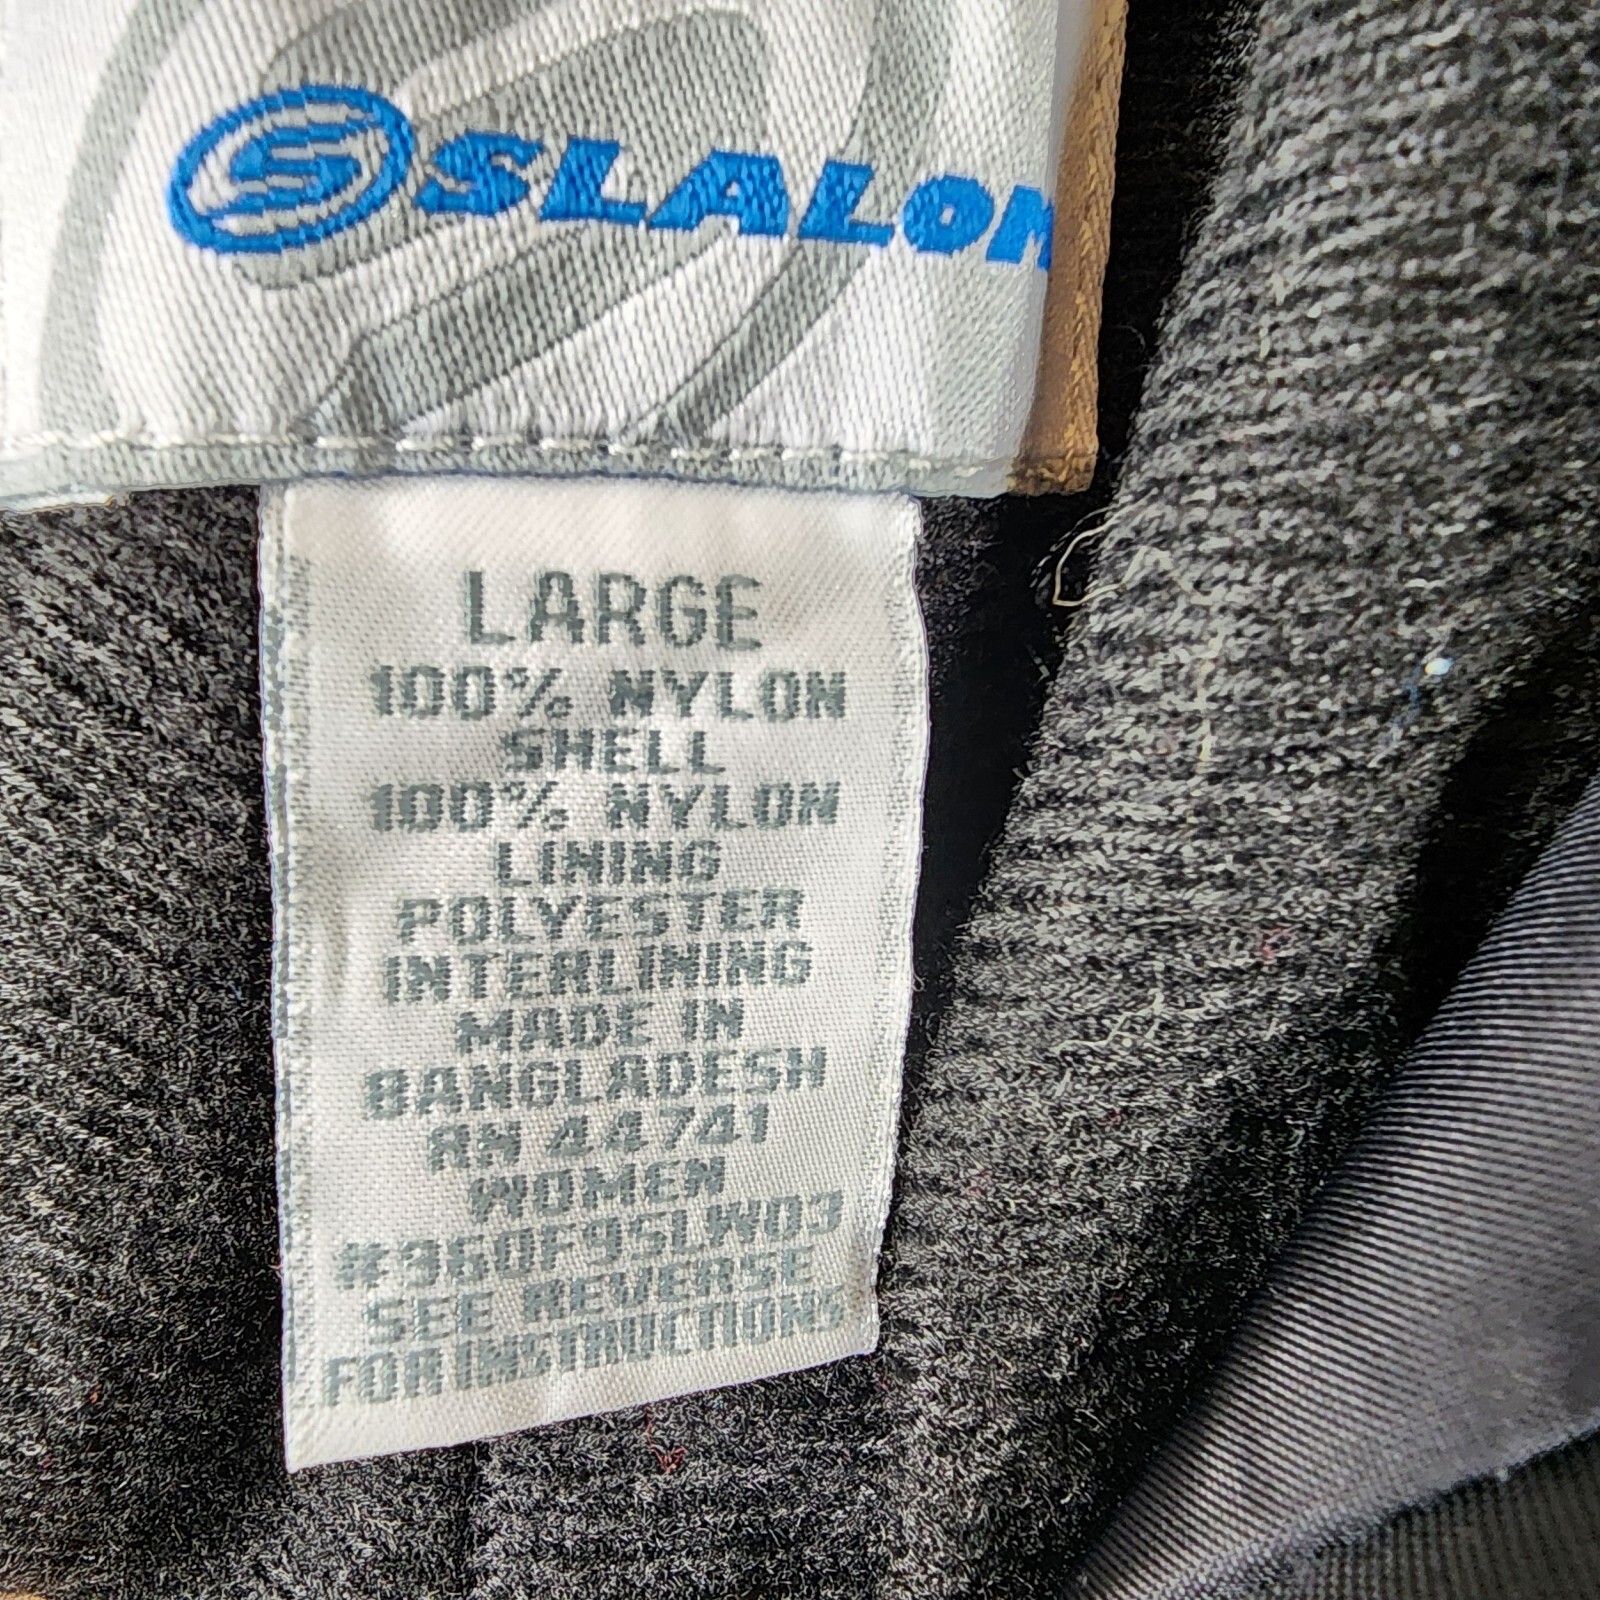 SLALOM
LARGE
100% NYLON
SHELL
100% NYLON
LINING
POLYESTER
INTERLINING
MADE IN
BANGLADESH
RN 44741
WOMEN
#960F9SLW03
SEE REVERSE
FOR INSTRUCTIONS